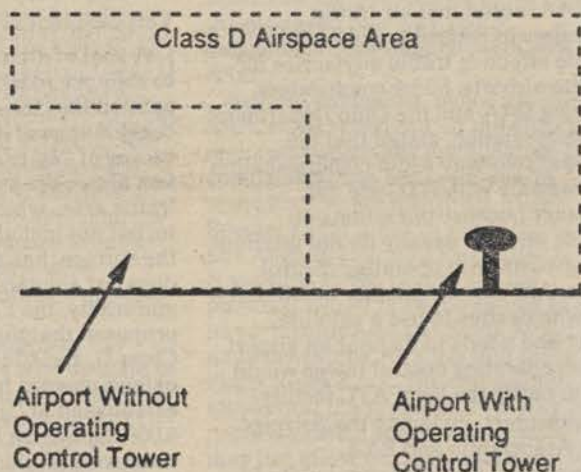 Class D Airspace Area
Airport Without
Operating
Control Tower
Airport With
Operating
Control Tower